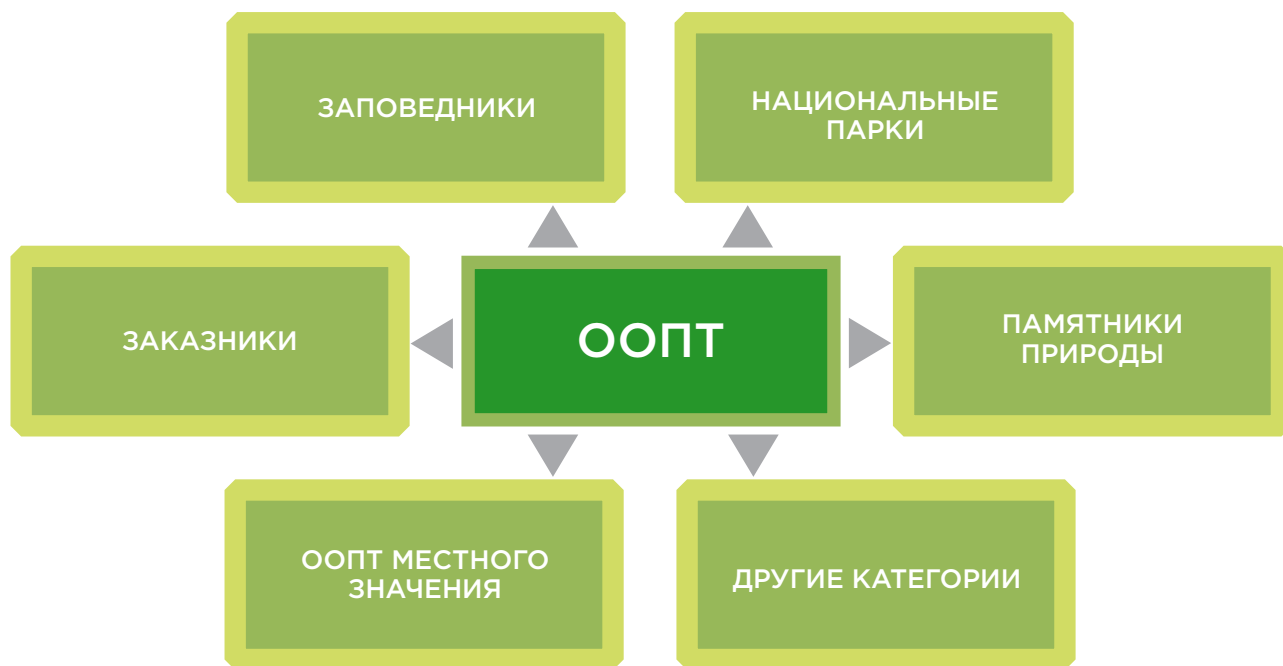 ЗАПОВЕДНИКИ
НАЦИОНАЛЬНЫЕ
ПАРКИ
ЗАКАЗНИКИ
ООПТ
ПАМЯТНИКИ
ПРИРОДЫ
ООПТ МЕСТНОГО
ЗНАЧЕНИЯ
ДРУГИЕ КАТЕГОРИИ